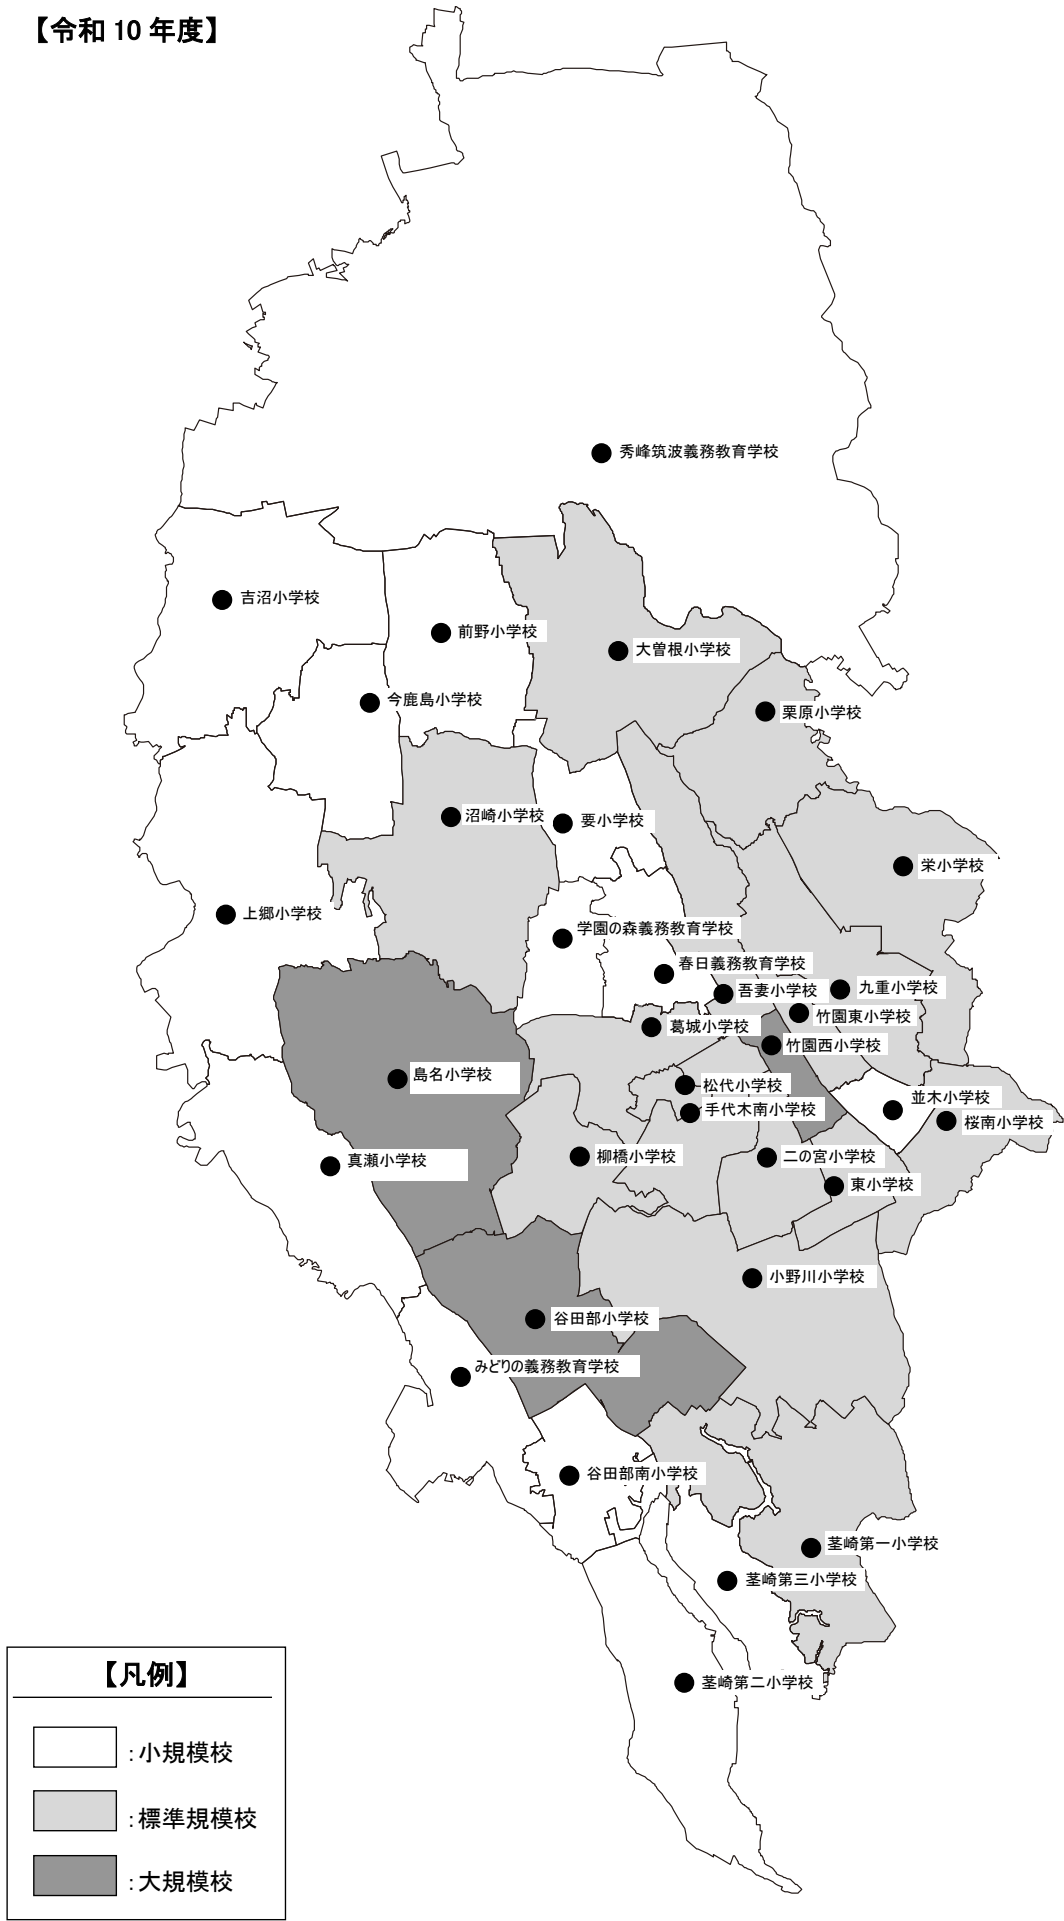 【令和 10 年度】
秀峰筑波義務教育学校
吉沼小学校
前野小学校
大曽根小学校
今鹿島小学校
栗原小学校
沼崎小学校
要小学校
栄小学校
上郷小学校
学園の森義務教育学校
春日義務教育学校
吾妻小学校
九重小学校
竹園東小学校
葛城小学校
竹園西小学校
島名小学校
松代小学校
並木小学校
手代木南小学校
桜南小学校
柳橋小学校
二の宮小学校
真瀬小学校
東小学校
小野川小学校
谷田部小学校
みどりの義務教育学校
谷田部南小学校
茎崎第一小学校
茎崎第三小学校
茎崎第二小学校
【凡例】
：小規模校
：標準規模校
：大規模校